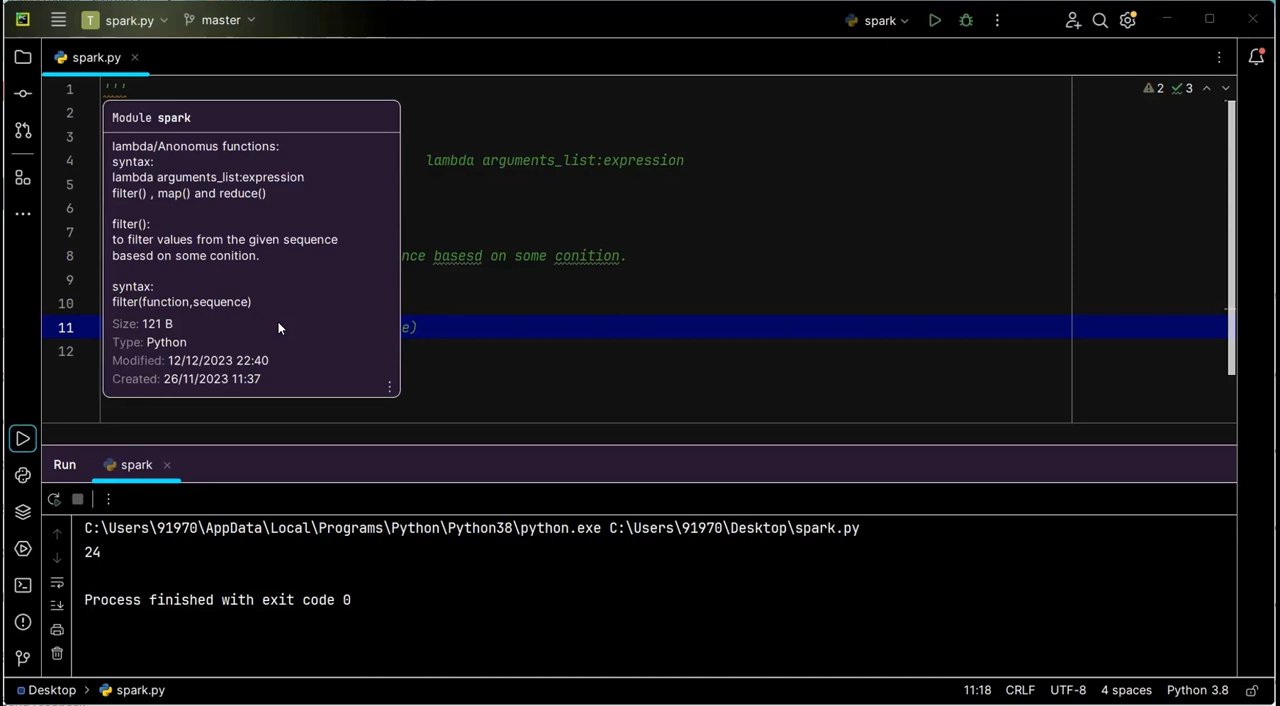 PC T spark.py master spark
spark.py
1 '''
2
3
4 lambda arguments_list:expression
5
6
7
8 nce basesd on some conition.
9
10
11 e)
12
2 3
Module spark
lambda/Anonomus functions:
syntax:
lambda arguments_list:expression
filter() , map() and reduce()
filter():
to filter values from the given sequence
basesd on some conition.
syntax:
filter(function,sequence)
Size: 121 B
Type: Python
Modified: 12/12/2023 22:40
Created: 26/11/2023 11:37
Run spark
C:\Users\91970\AppData\Local\Programs\Python\Python38\python.exe C:\Users\91970\Desktop\spark.py
24
Process finished with exit code 0
Desktop > spark.py 11:18 CRLF UTF-8 4 spaces Python 3.8